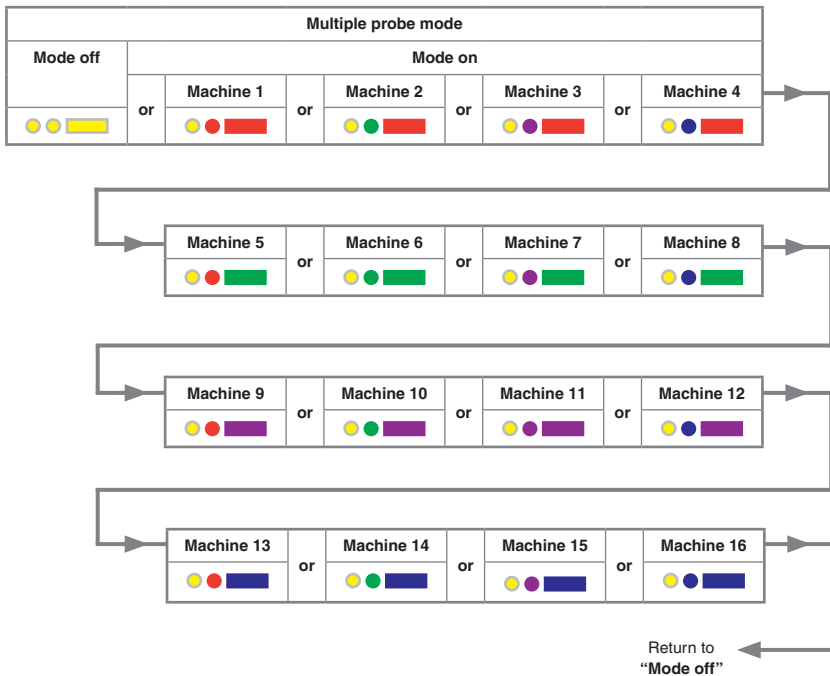 Multiple probe mode
Mode off
Mode on
or
Machine 1
or
Machine 2
or
Machine 3
or
Machine 4
Machine 5
or
Machine 6
or
Machine 7
or
Machine 8
Machine 9
or
Machine 10
or
Machine 11
or
Machine 12
Machine 13
or
Machine 14
or
Machine 15
or
Machine 16
Return to
“Mode off”